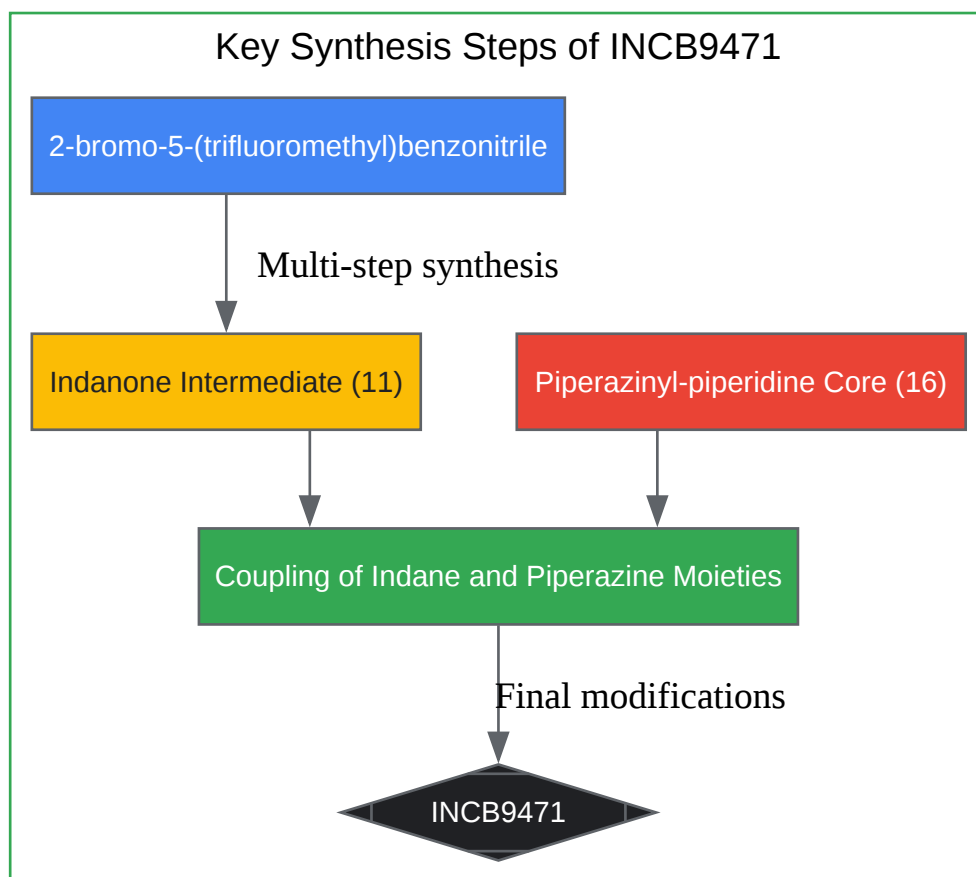 Key Synthesis Steps of INCB9471
2-bromo-5-(trifluoromethyl)benzonitrile
Multi-step synthesis
Indanone Intermediate (11)
Piperazinyl-piperidine Core (16)
Coupling of Indane and Piperazine Moieties
Final modifications
INCB9471